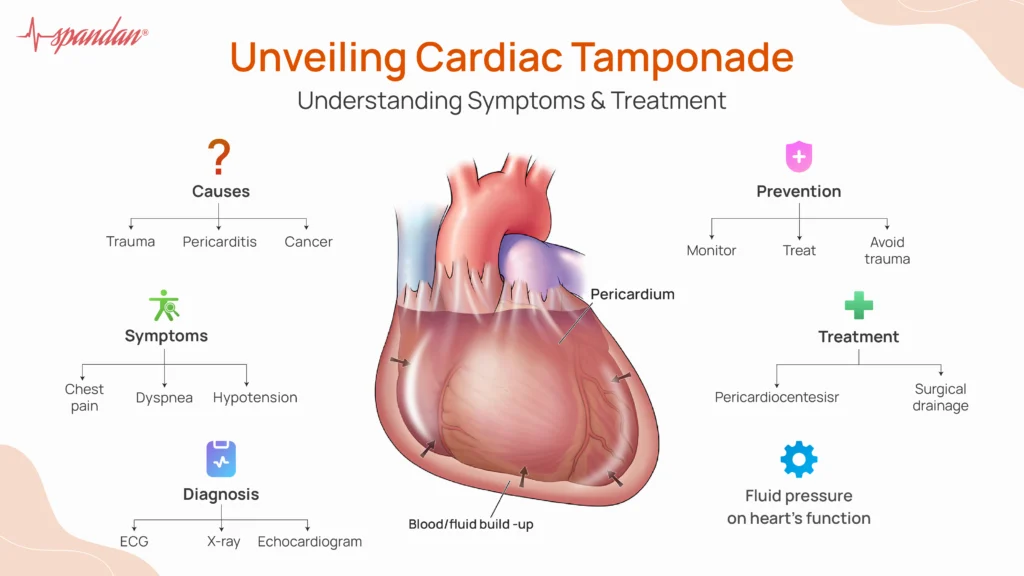 spandan®
Unveiling Cardiac Tamponade
Understanding Symptoms & Treatment
Causes
Trauma
Pericarditis
Cancer
Symptoms
Chest
pain
Dyspnea
Hypotension
Diagnosis
ECG
X-ray
Echocardiogram
Pericardium
Blood/fluid build -up
Prevention
Monitor
Treat
Avoid
trauma
Treatment
Pericardiocentesisr
Surgical
drainage
Fluid pressure
on heart's function